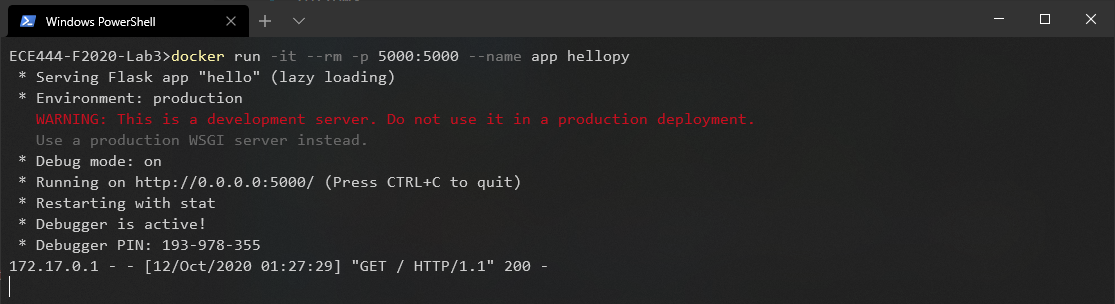 Windows PowerShell
ECE444-F2020-Lab3>docker run -it --rm -p 5000:5000 --name app hellopy
* Serving Flask app "hello" (lazy loading)
* Environment: production
WARNING: This is a development server. Do not use it in a production deployment.
Use a production WSGI server instead.
* Debug mode: on
* Running on http://0.0.0.0:5000/ (Press CTRL+C to quit)
* Restarting with stat
* Debugger is active!
* Debugger PIN: 193-978-355
172.17.0.1 - - [12/Oct/2020 01:27:29] "GET / HTTP/1.1" 200 -